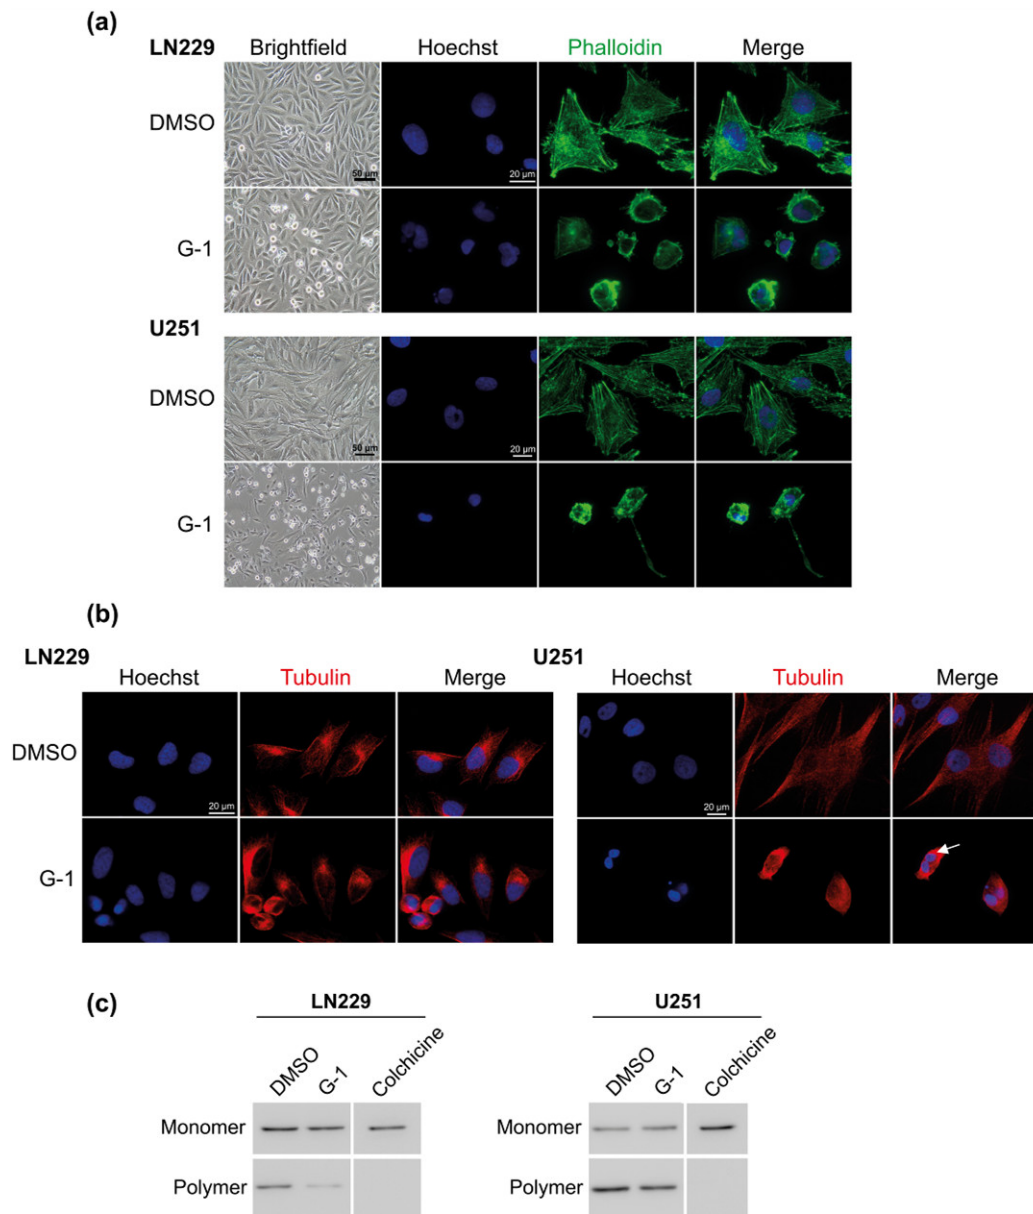 (a)
LN229 Brightfield Hoechst Phalloidin Merge
DMSO
50 µm 20 µm
G-1
U251
DMSO
50 µm 20 µm
G-1
(b)
LN229 U251
Hoechst Tubulin Merge Hoechst Tubulin Merge
DMSO
20 µm 20 µm
G-1
(c)
LN229 U251
DMSO G-1 Colchicine DMSO G-1 Colchicine
Monomer Monomer
Polymer Polymer